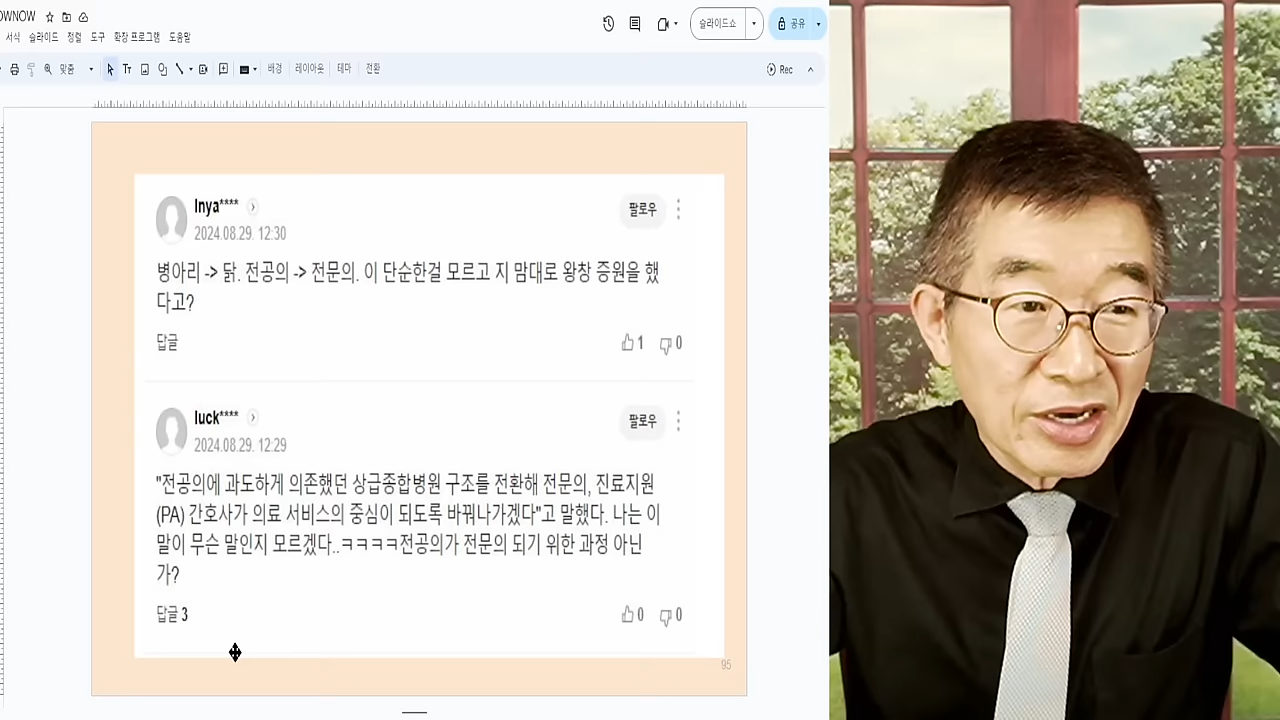 OWNOW
서식 슬라이드 정렬 도구 확장 프로그램 도움말
슬라이드쇼
공유
맞춤
Tт
배경 레이아웃 테마 전환
Rec
lnya****
2024.08.29. 12:30
팔로우
병아리 -> 닭. 전공의 -> 전문의. 이 단순한걸 모르고 지 맘대로 왕창 증원을 했
다고?
답글
1 0
luck****
2024.08.29. 12:29
팔로우
"전공의에 과도하게 의존했던 상급종합병원 구조를 전환해 전문의, 진료지원
(PA) 간호사가 의료 서비스의 중심이 되도록 바꿔나가겠다"고 말했다. 나는 이
말이 무슨 말인지 모르겠다..ㅋㅋㅋㅋ전공의가 전문의 되기 위한 과정 아닌
가?
답글 3
0 0
95